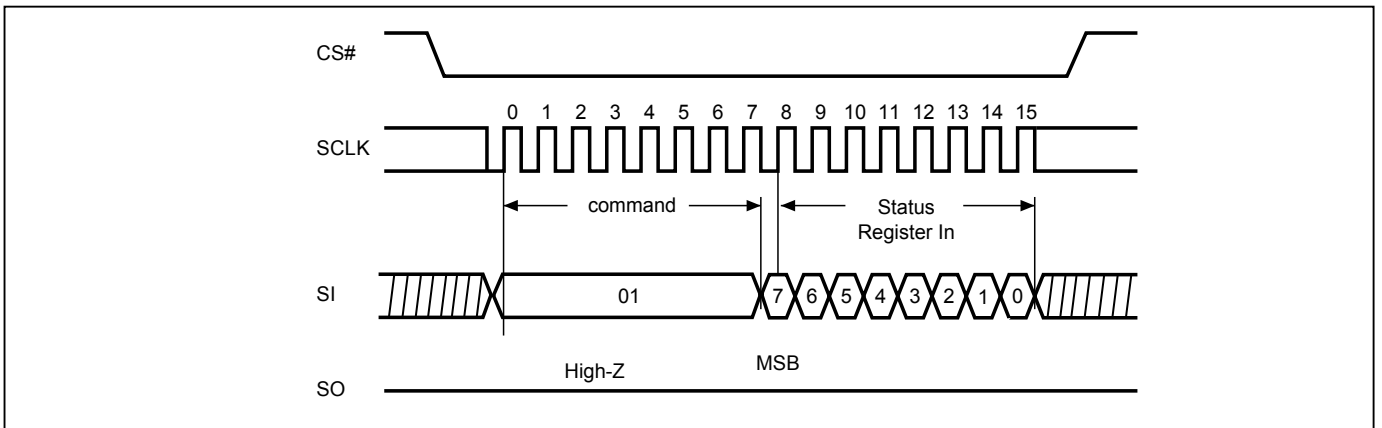 CS#
0 1 2 3 4 5 6 7 8 9 10 11 12 13 14 15
SCLK
command
Status
Register In
SI
01
7 6 5 4 3 2 1 0
High-Z
MSB
SO